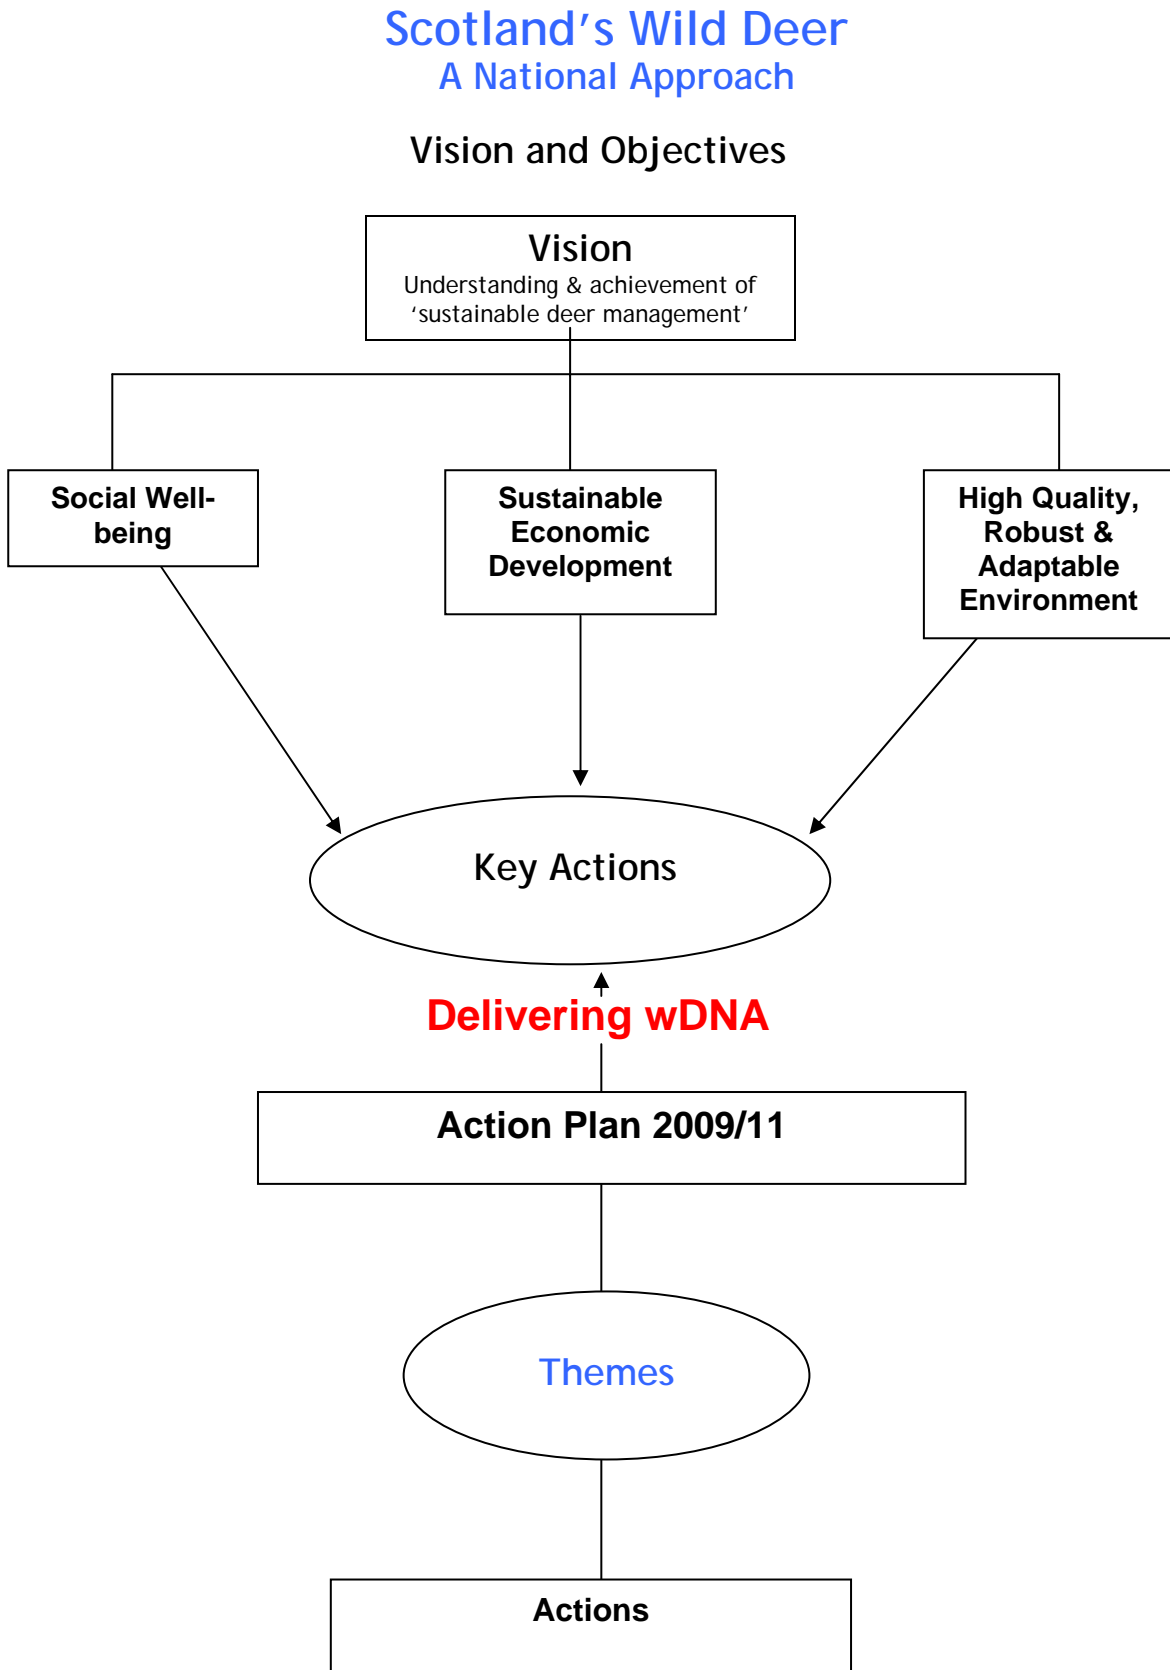 Scotland's Wild Deer
A National Approach
Vision and Objectives
Vision
Understanding & achievement of
‘sustainable deer management’
Social Well-
being
Sustainable
Economic
Development
High Quality,
Robust &
Adaptable
Environment
Key Actions
Delivering wDNA
Action Plan 2009/11
Themes
Actions